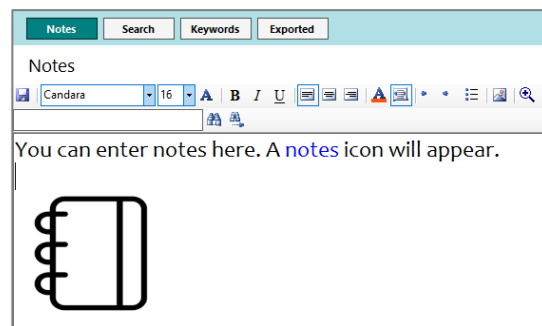 Notes Search Keywords Exported
Notes
Candara 16 A B I U A
You can enter notes here. A notes icon will appear.